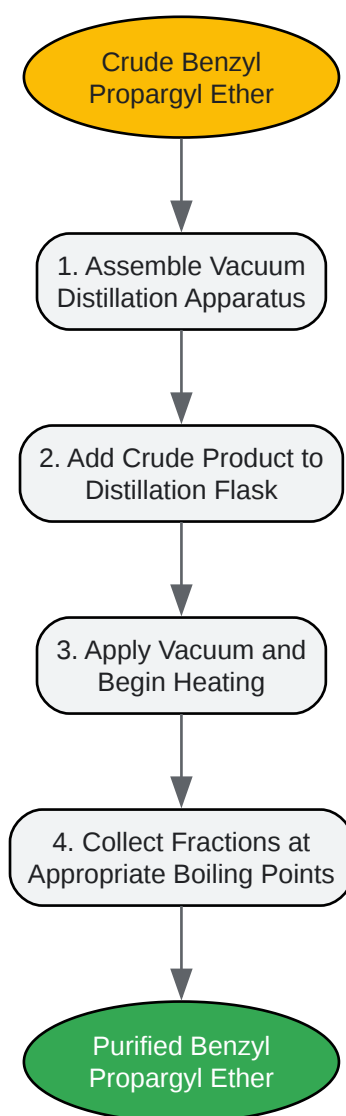 Crude Benzyl
Propargyl Ether
1. Assemble Vacuum
Distillation Apparatus
2. Add Crude Product to
Distillation Flask
3. Apply Vacuum and
Begin Heating
4. Collect Fractions at
Appropriate Boiling Points
Purified Benzyl
Propargyl Ether